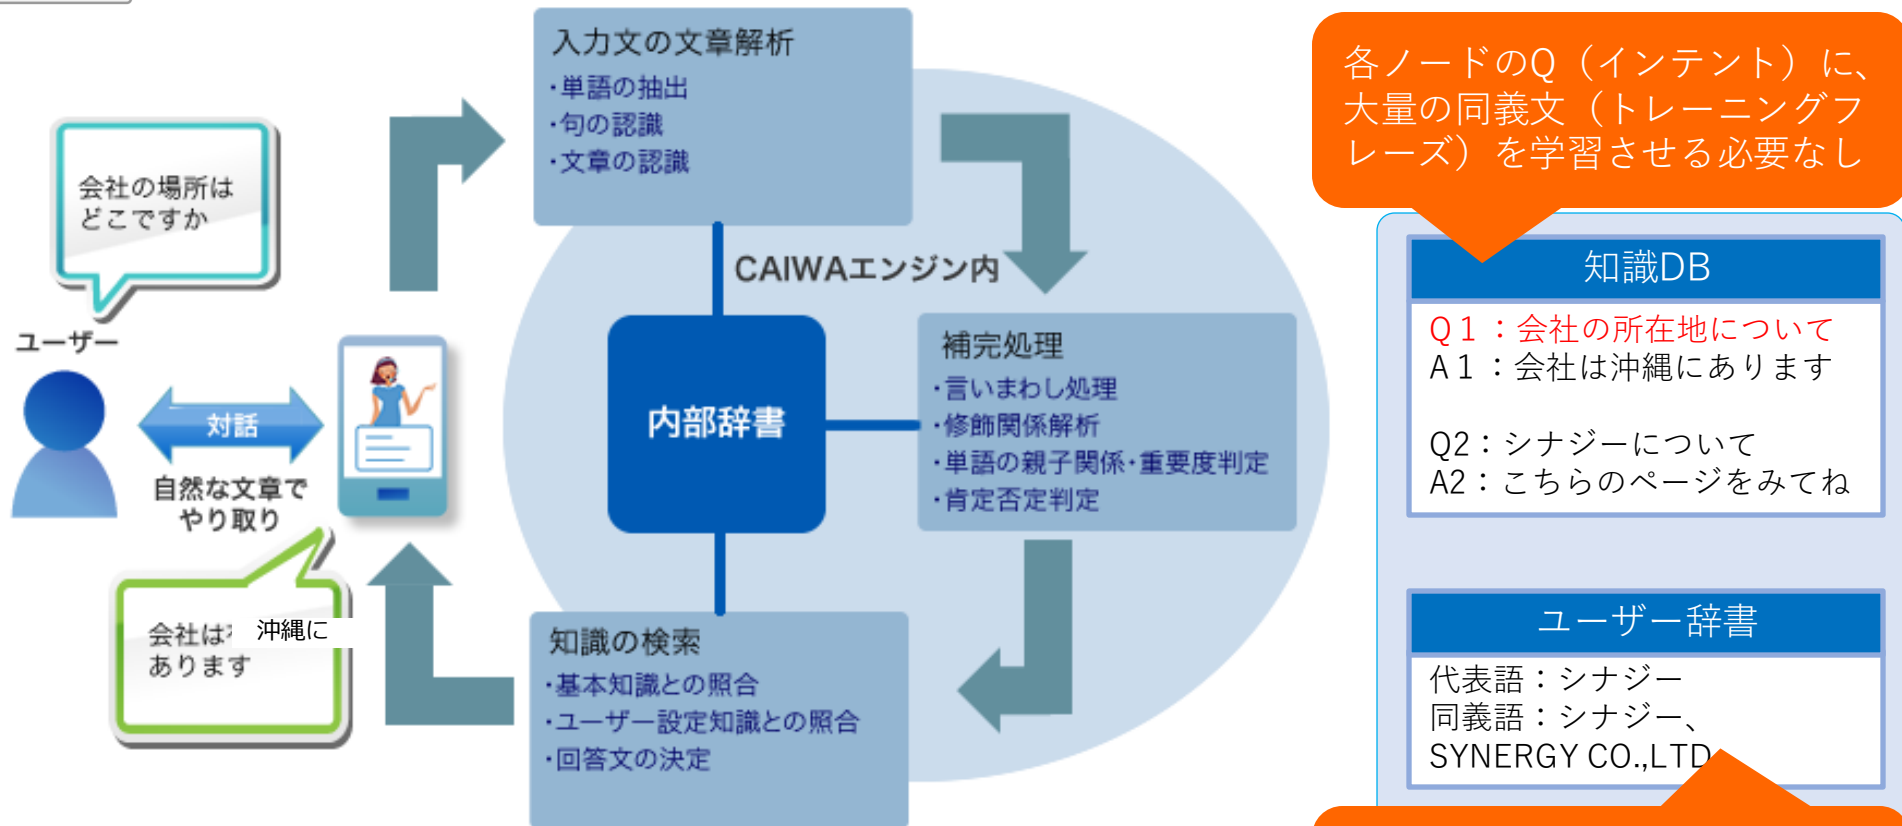 会社の場所は
どこですか
ユーザー
対話
自然な文章で
やり取り
会社は
沖縄に
あります
入力文の文章解析
・単語の抽出
・句の認識
・文章の認識
CAIWAエンジン内
内部辞書
補完処理
・言いまわし処理
・修飾関係解析
・単語の親子関係・重要度判定
・肯定否定判定
知識の検索
・基本知識との照合
・ユーザー設定知識との照合
・回答文の決定
各ノードのQ（インテント）に、
大量の同義文（トレーニングフ
レーズ）を学習させる必要なし
知識DB
Q１：会社の所在地について
A１：会社は沖縄にあります
Q2：シナジーについて
A2：こちらのページをみてね
ユーザー辞書
代表語：シナジー
同義語：シナジー、
SYNERGY CO.,LTD